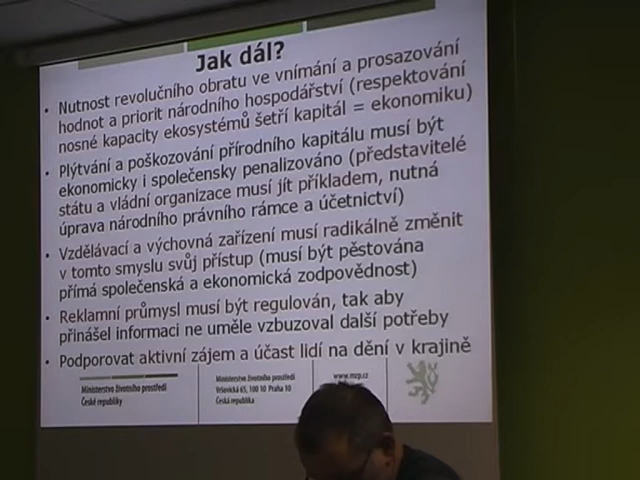 Jak dál?
• Nutnost revolučního obratu ve vnímání a prosazování
hodnot a priorit národního hospodářství (respektování
nosné kapacity ekosystémů šetří kapitál = ekonomiku)
• Plýtvání a poškozování přírodního kapitálu musí být
ekonomicky i společensky penalizováno (představitelé
státu a vládní organizace musí jít příkladem, nutná
úprava národního právního rámce a účetnictví)
• Vzdělávací a výchovná zařízení musí radikálně změnit
v tomto smyslu svůj přístup (musí být pěstována
přímá společenská a ekonomická zodpovědnost)
• Reklamní průmysl musí být regulován, tak aby
přinášel informaci ne uměle vzbuzoval další potřeby
• Podporovat aktivní zájem a účast lidí na dění v krajině
Ministerstvo životního prostředí
České republiky
Ministerstvo životního prostředí
Vršovická 65, 100 10 Praha 10
Česká republika
www.mzp.cz